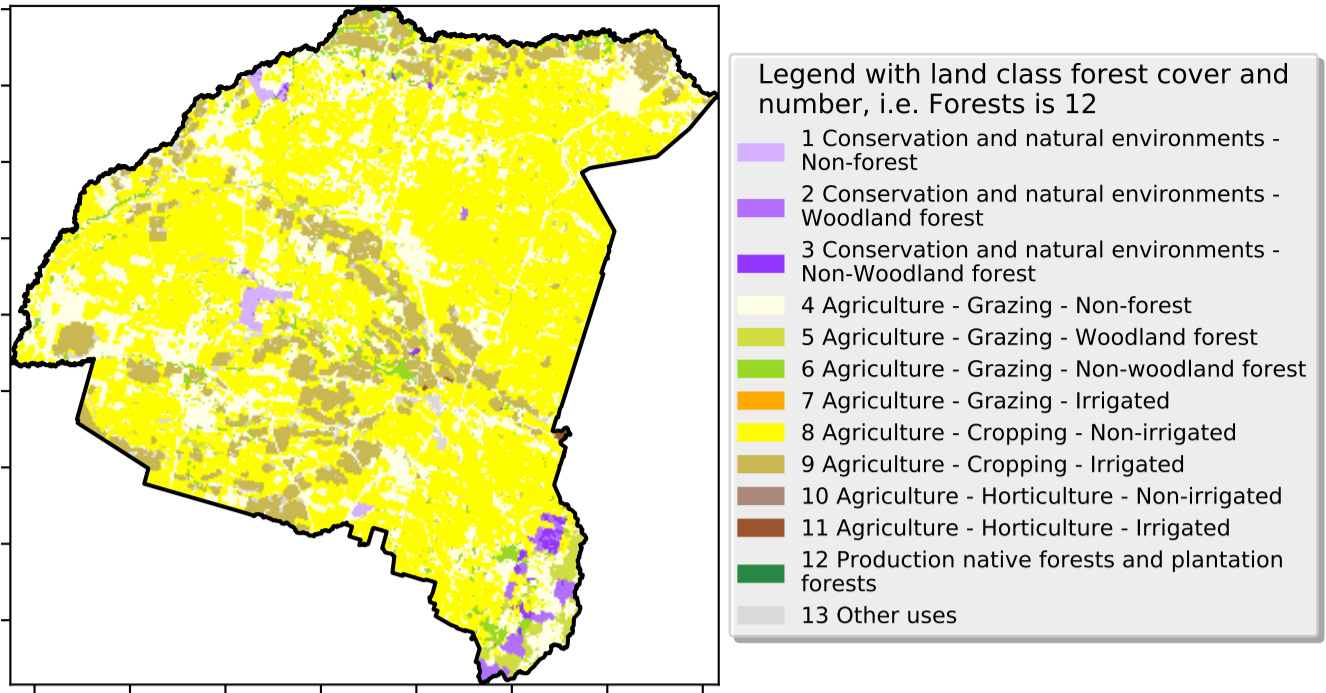 Legend with land class forest cover and
number, i.e. Forests is 12
1 Conservation and natural environments -
Non-forest
2 Conservation and natural environments -
Woodland forest
3 Conservation and natural environments -
Non-Woodland forest
4 Agriculture - Grazing - Non-forest
5 Agriculture - Grazing - Woodland forest
6 Agriculture - Grazing - Non-woodland forest
7 Agriculture - Grazing - Irrigated
8 Agriculture - Cropping - Non-irrigated
9 Agriculture - Cropping - Irrigated
10 Agriculture - Horticulture - Non-irrigated
11 Agriculture - Horticulture - Irrigated
12 Production native forests and plantation
forests
13 Other uses